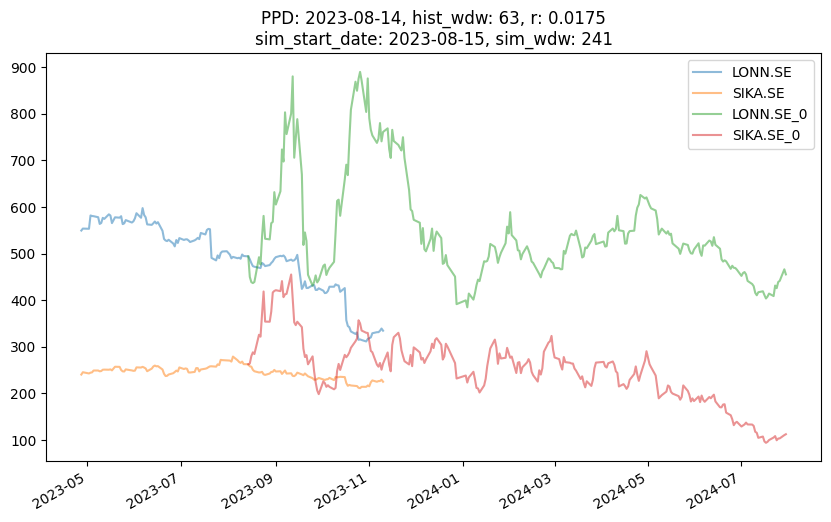 PPD: 2023-08-14, hist_wdw: 63, r: 0.0175
sim_start_date: 2023-08-15, sim_wdw: 241
LONN.SE
SIKA.SE
LONN.SE_0
SIKA.SE_0
900
800
700
600
500
400
300
200
100
2023-05
2023-07
2023-09
2023-11
2024-01
2024-03
2024-05
2024-07